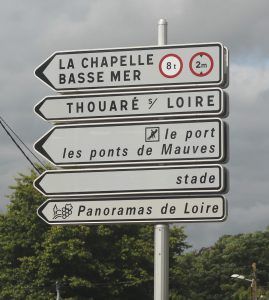 LA CHAPELLE
BASSE MER 8t 2m
THOUARÉ S/ LOIRE
le port
les ponts de Mauves
stade
Panoramas de Loire